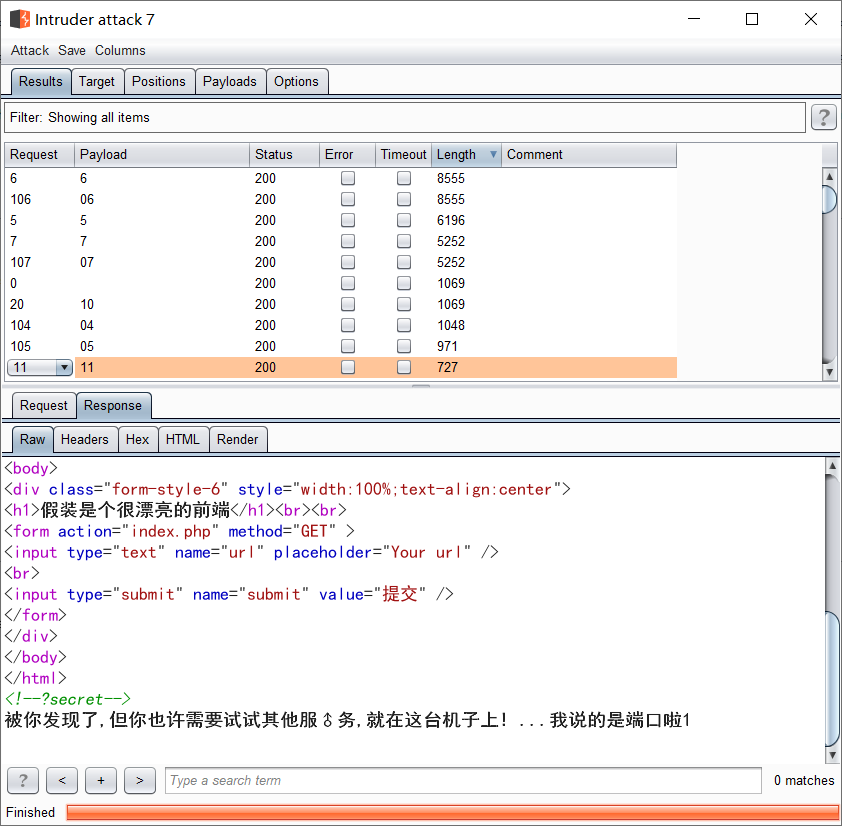 Intruder attack 7
Attack Save Columns
Results Target Positions Payloads Options
Filter: Showing all items ?
Request Payload Status Error Timeout Length Comment
6 6 200 8555
106 06 200 8555
5 5 200 6196
7 7 200 5252
107 07 200 5252
0 200 1069
20 10 200 1069
104 04 200 1048
105 05 200 971
11 11 200 727
Request Response
Raw Headers Hex HTML Render
<body>
<div class="form-style-6" style="width:100%;text-align:center">
<h1>假装是个很漂亮的前端</h1><br><br>
<form action="index.php" method="GET" >
<input type="text" name="url" placeholder="Your url" />
<br>
<input type="submit" name="submit" value="提交" />
</form>
</div>
</body>
</html>
<!--?secret-->
被你发现了,但你也许需要试试其他服♂务,就在这台机子上! ...我说的是端口啦1
? < + > Type a search term 0 matches
Finished